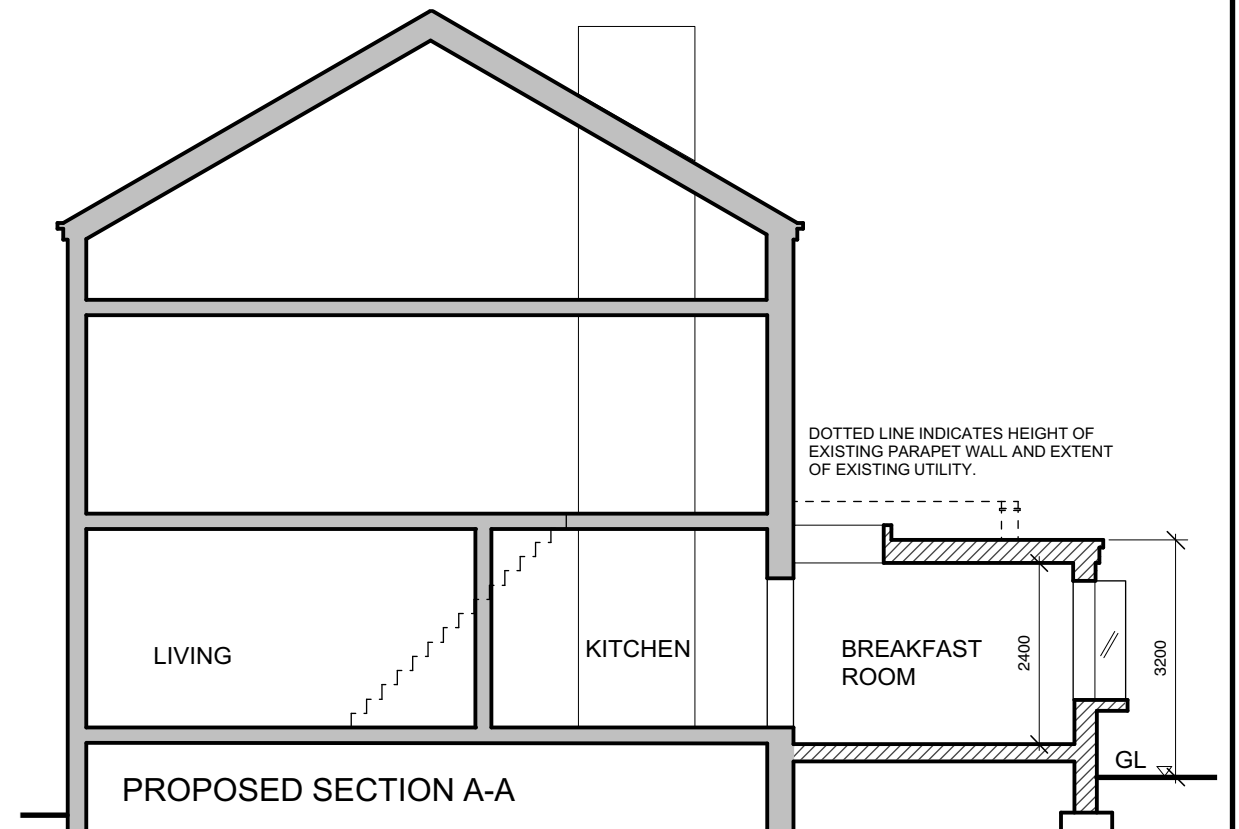 DOTTED LINE INDICATES HEIGHT OF
EXISTING PARAPET WALL AND EXTENT
OF EXISTING UTILITY.
LIVING
KITCHEN
BREAKFAST
ROOM
2400
3200
GL
PROPOSED SECTION A-A